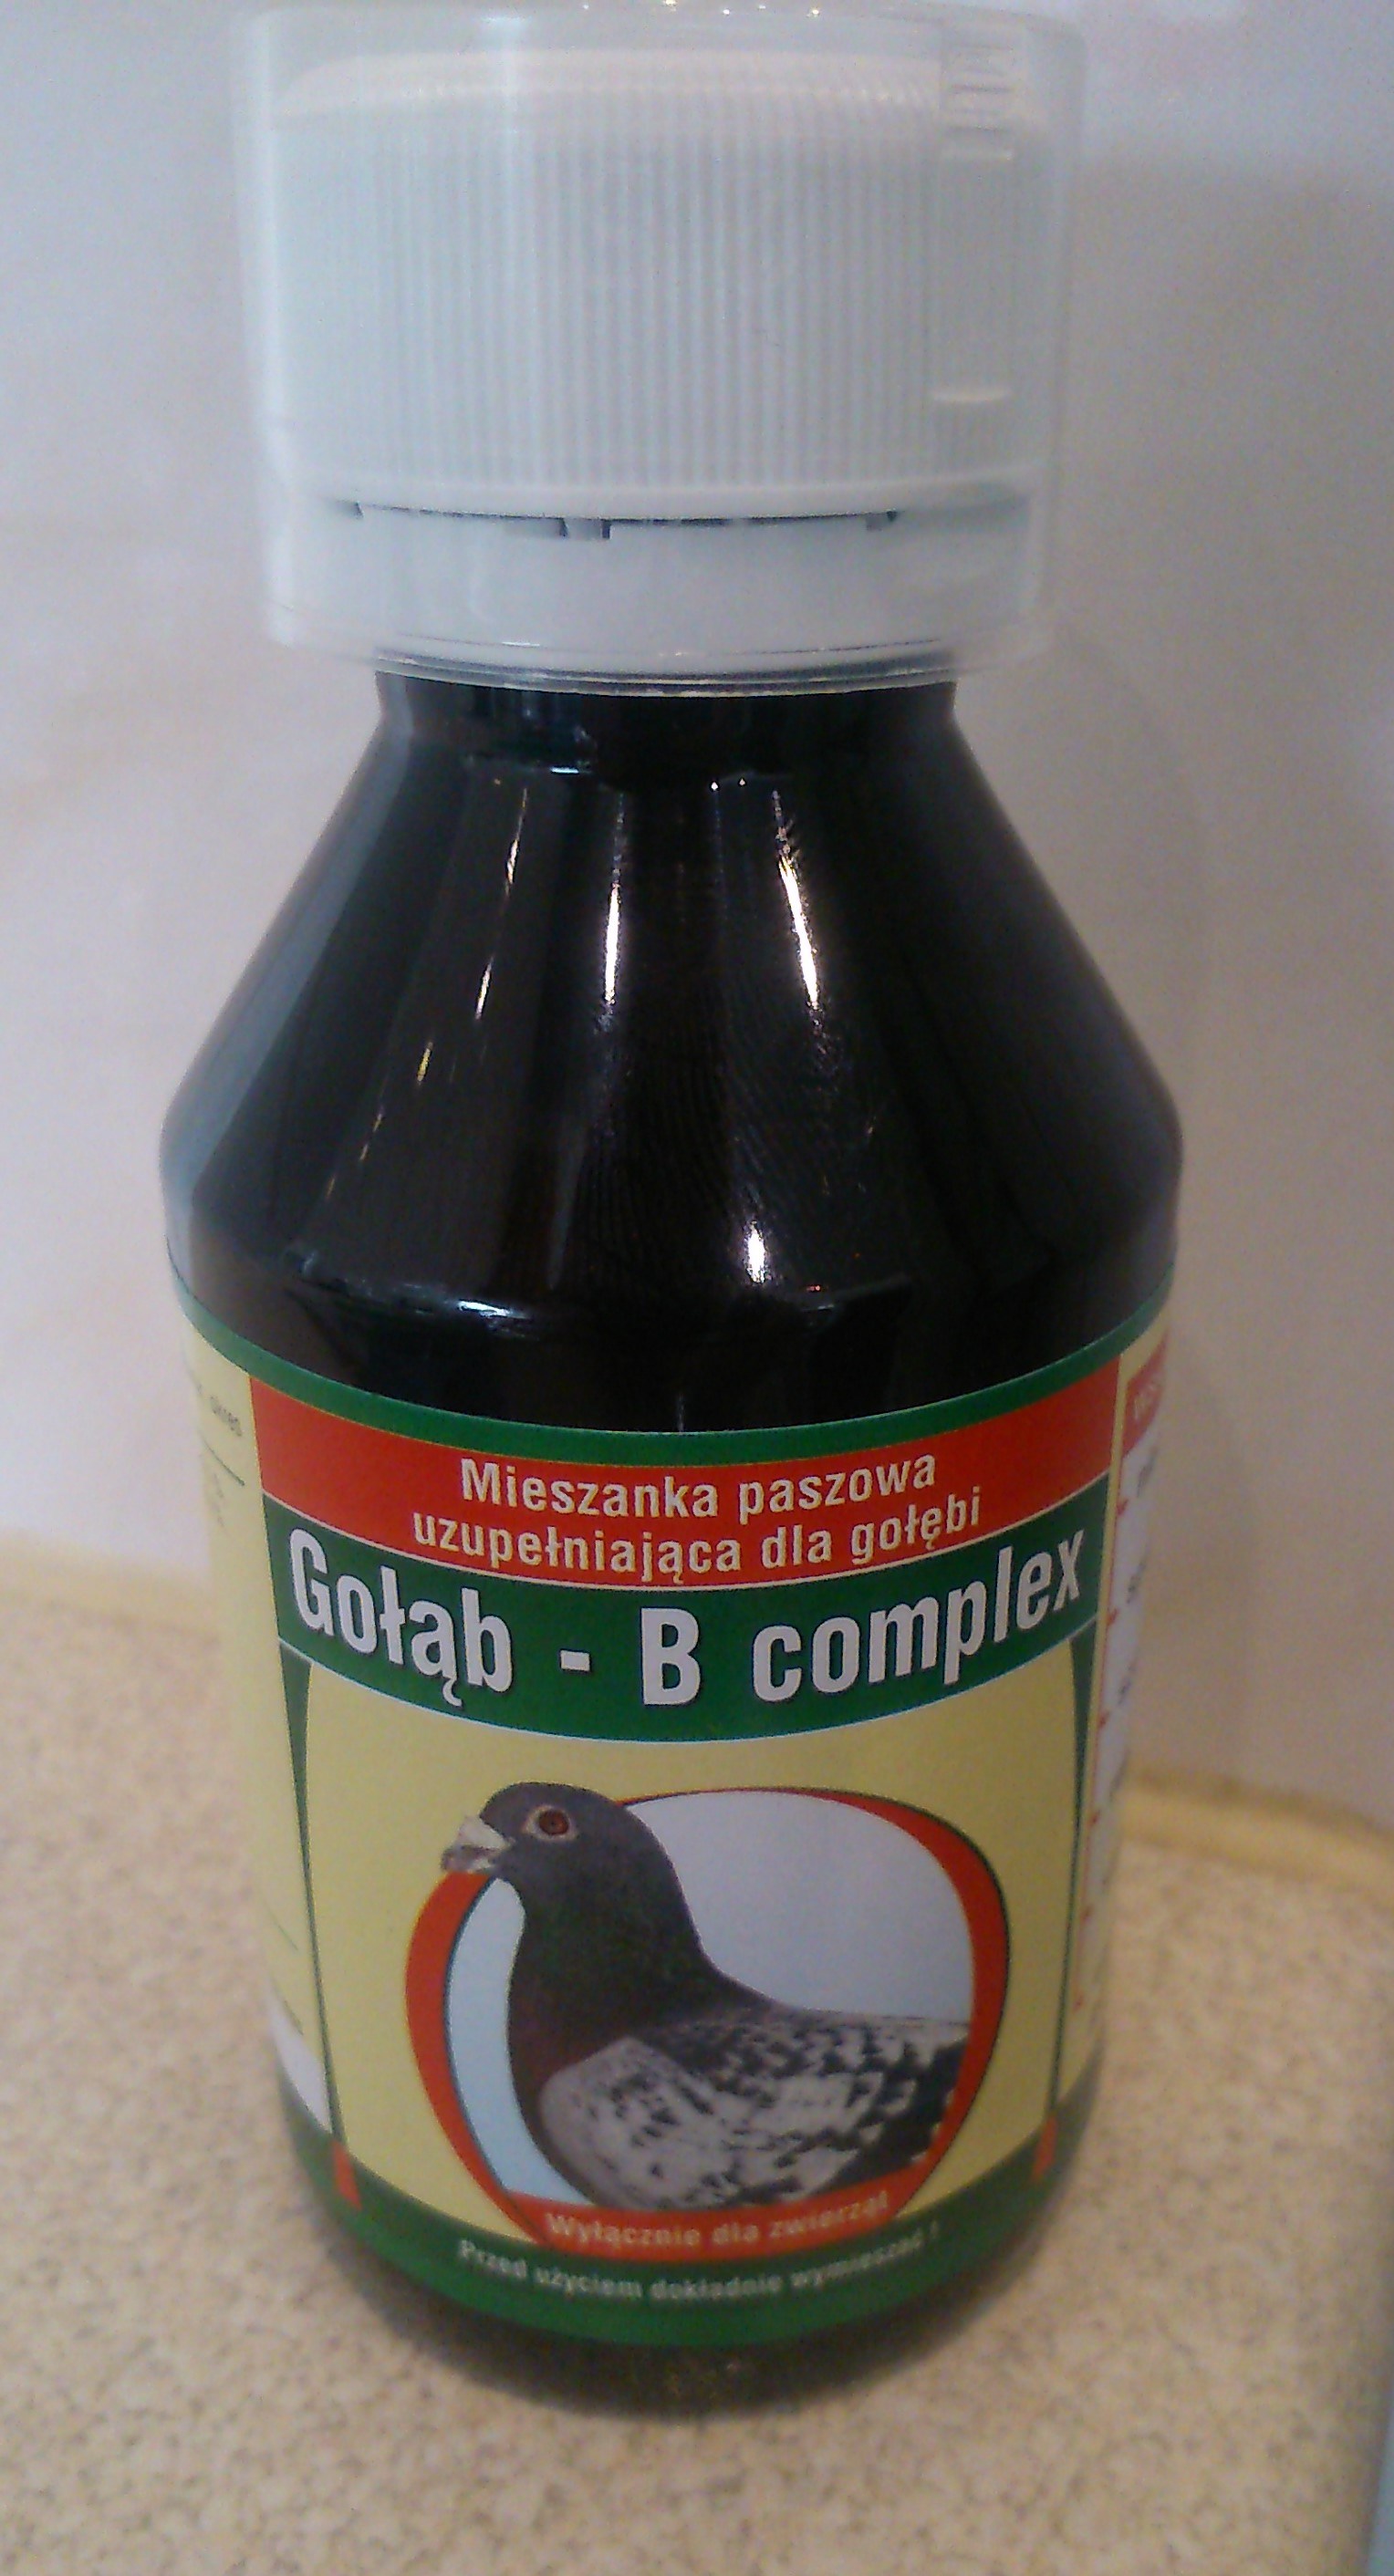 Mieszanka paszowa
uzupełniająca dla gołębi
Gołąb - B complex
Wyłącznie dla zwierząt
Przed użyciem dokładnie wymieszać !